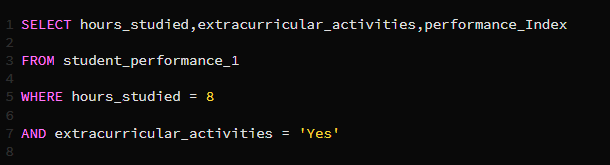 1 SELECT hours_studied,extracurricular_activities,performance_Index
2
3 FROM student_performance_1
4
5 WHERE hours_studied = 8
6
7 AND extracurricular_activities = 'Yes'
8